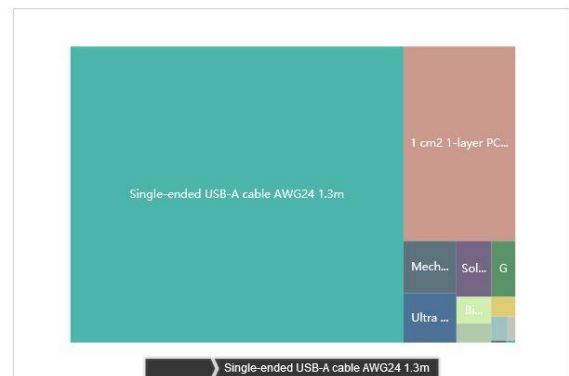 1 cm2 1-layer PC...
Single-ended USB-A cable AWG24 1.3m
Mech...
Sol...
G
Ultra ...
Bi...
Single-ended USB-A cable AWG24 1.3m